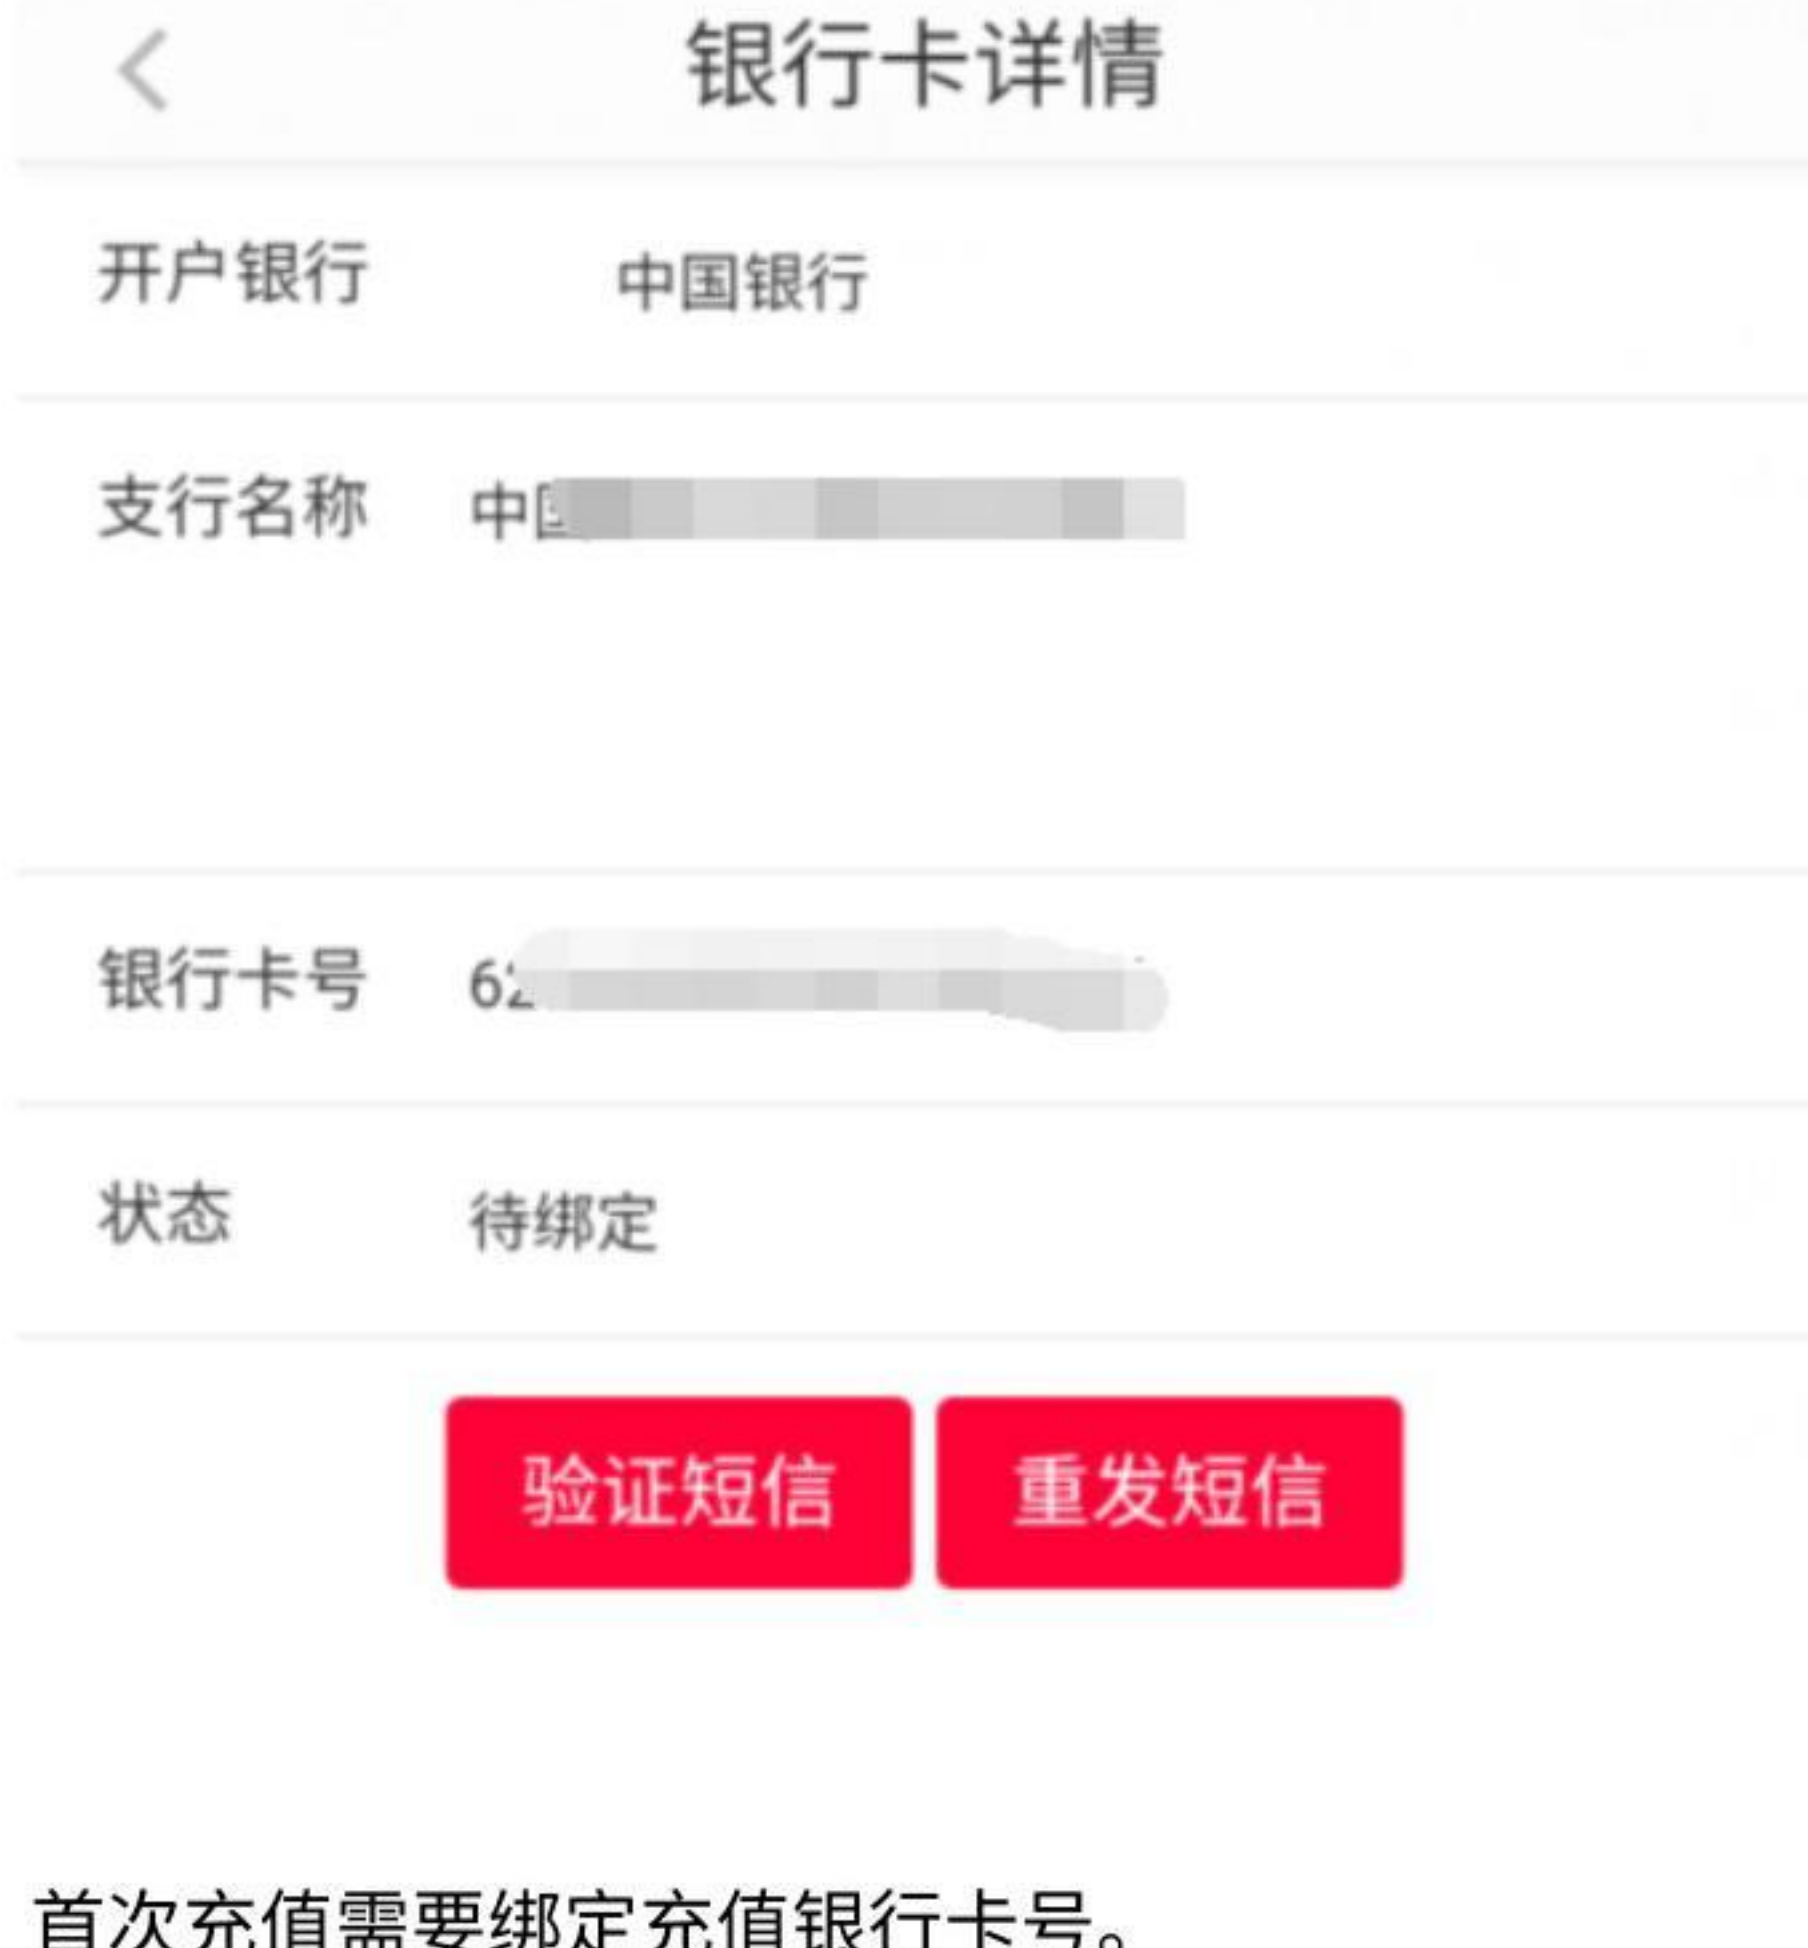 银行卡详情
开户银行 中国银行
支行名称 中
银行卡号 62
状态 待绑定
验证短信 重发短信
首次充值需要绑定充值银行卡号。